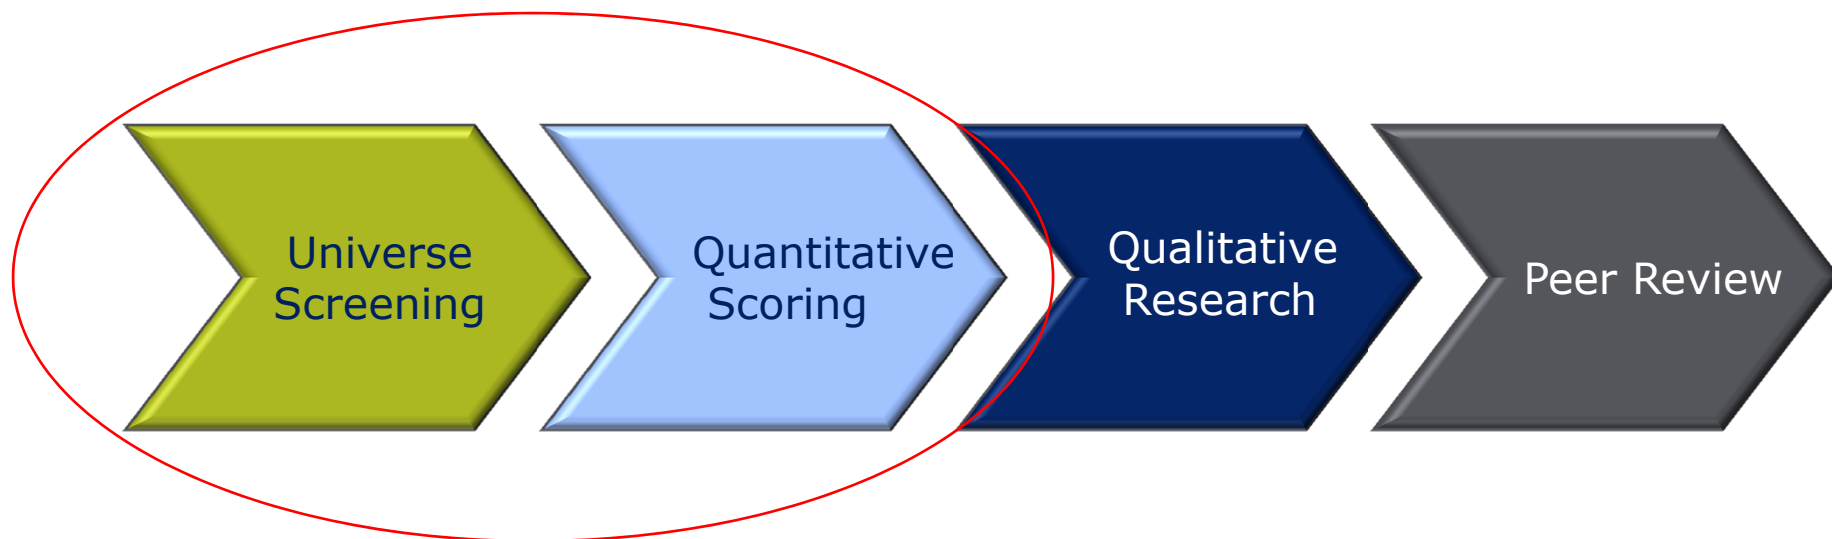 Universe
Screening
Quantitative
Scoring
Qualitative
Research
Peer Review